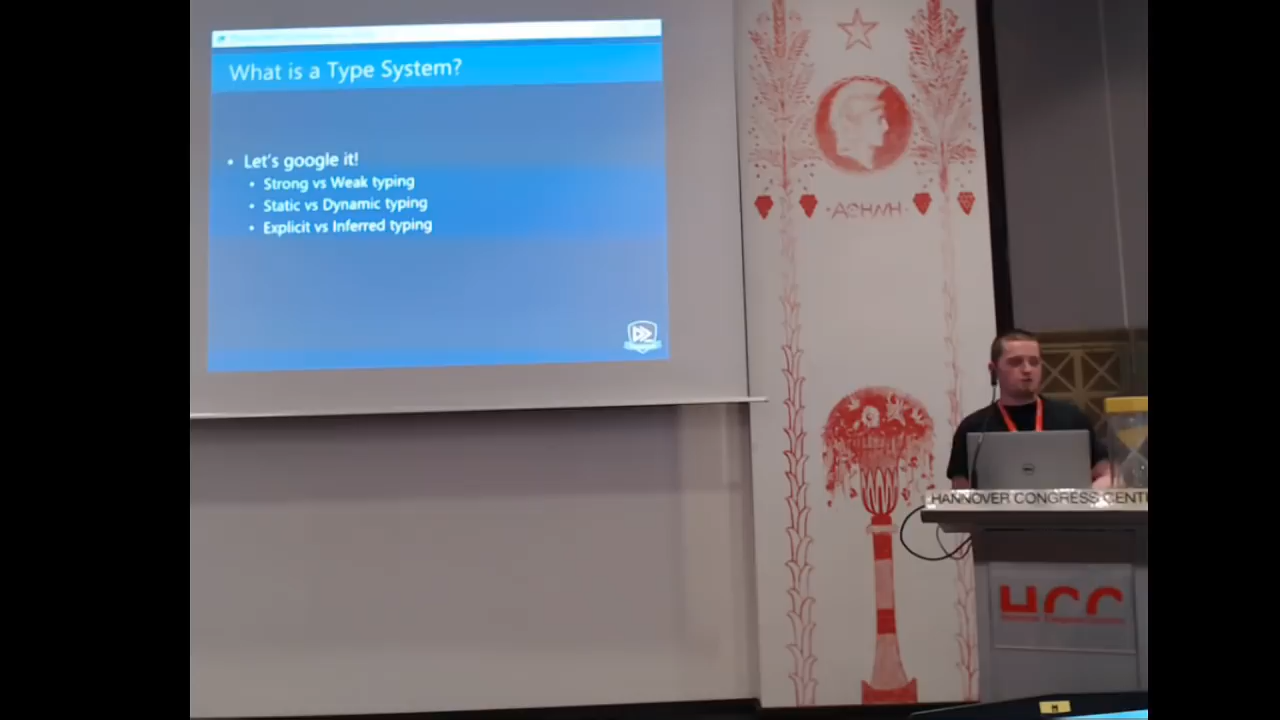 What is a Type System?
• Let's google it!
• Strong vs Weak typing
• Static vs Dynamic typing
• Explicit vs Inferred typing
HANNOVER CONGRESS CENT
HCC
DELL